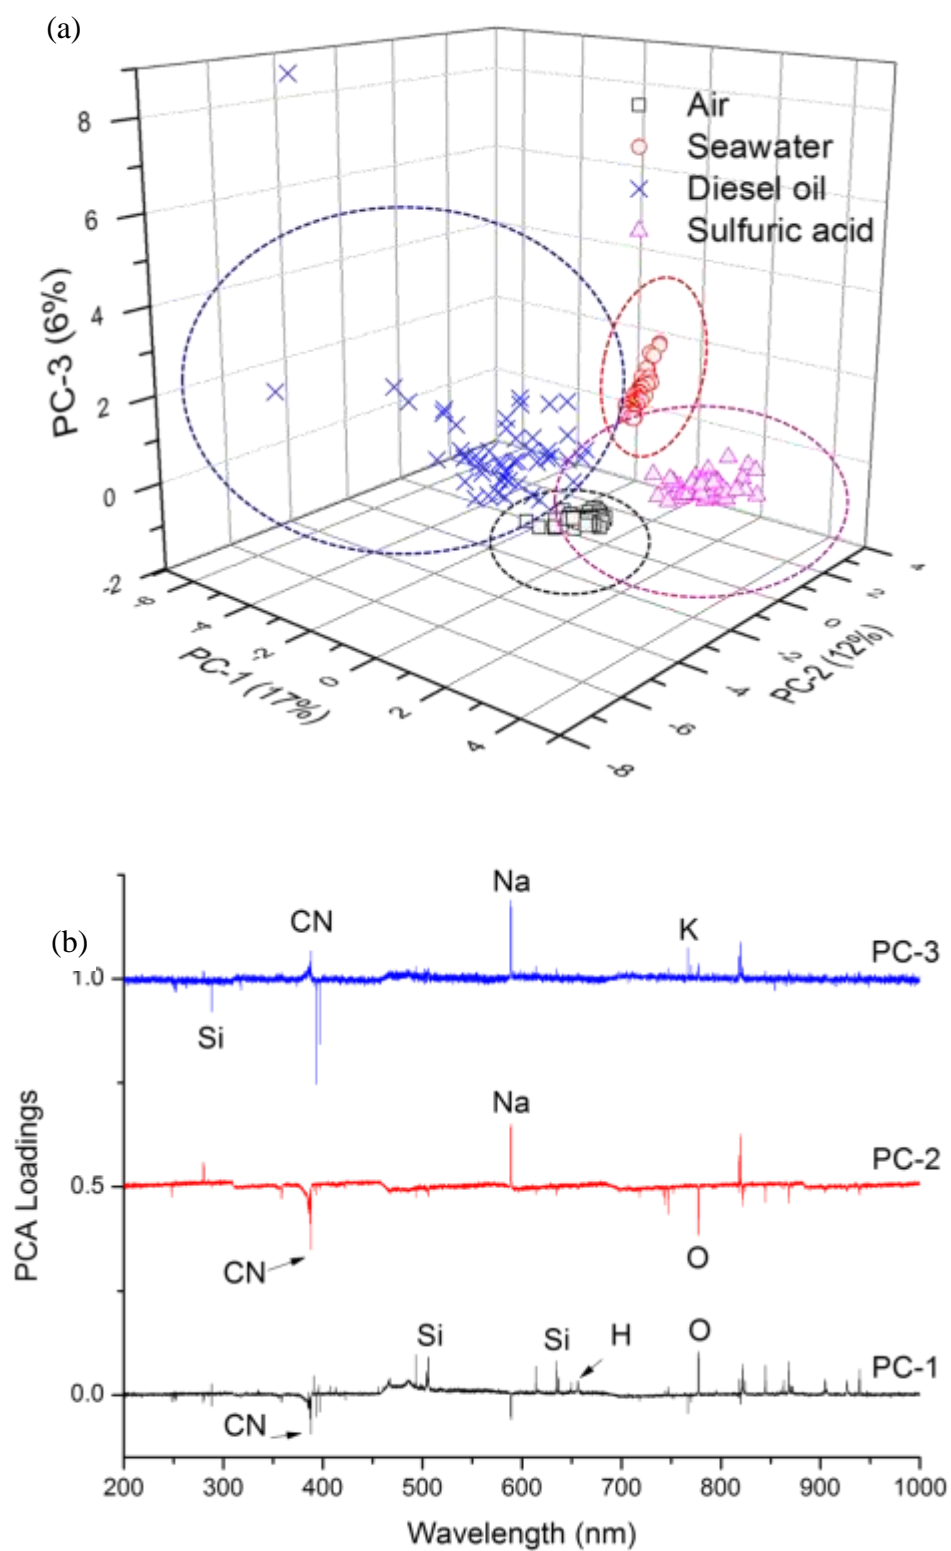 (a)
Air
Seawater
Diesel oil
Sulfuric acid
8
6
4
2
0
-2
PC-3 (6%)
-6
4
-2
0
2
4
PC-1 (17%)
4
2
0
-2
-4
-6
-8
PC-2 (12%)
(b)
Na
CN
K
PC-3
1.0
Si
Na
PC-2
0.5
CN
O
Si
Si
H
O
PC-1
0.0
CN
PCA Loadings
200 300 400 500 600 700 800 900 1000
Wavelength (nm)